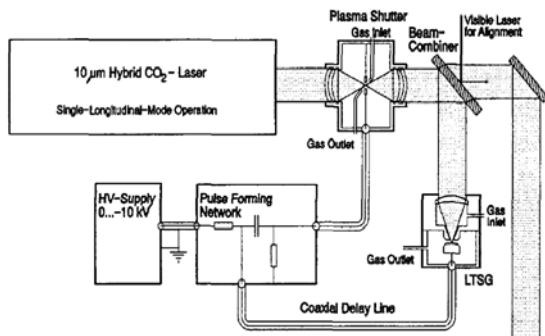 Plasma Shutter
Gas Inlet
Beam-
Combiner
Visible Laser
for Alignment
10 µm Hybrid CO₂ - Laser
Single-Longitudinal-Mode Operation
Gas Outlet
HV-Supply
0...-10 kV
Pulse Forming
Network
Gas
Inlet
Gas Outlet
LTSG
Coaxial Delay Line